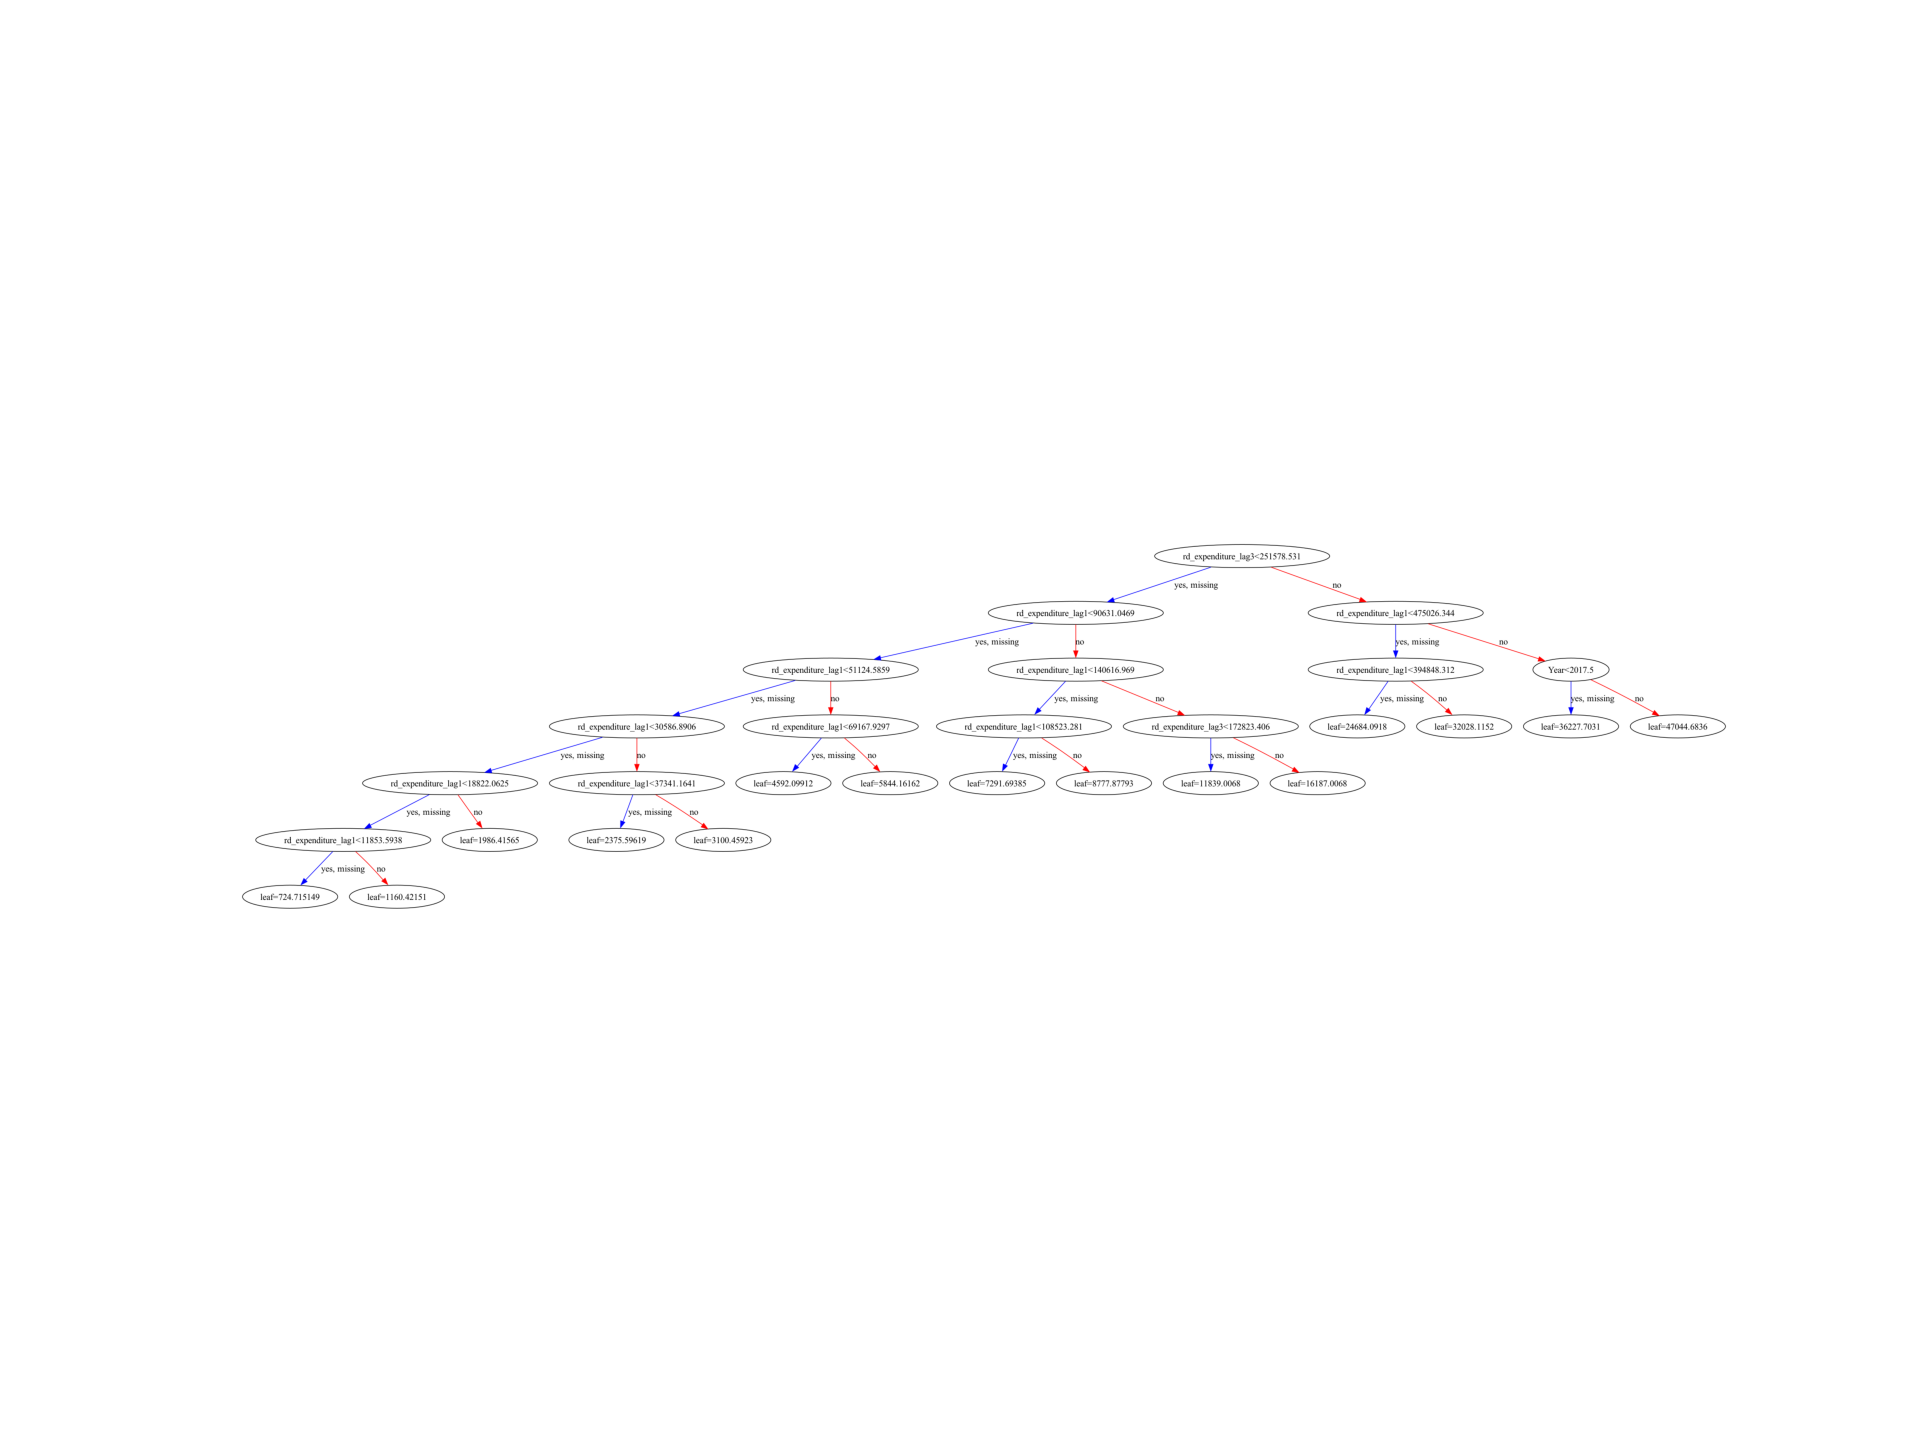 rd_expenditure_lag3<251578.531
yes, missing
no
rd_expenditure_lag1<90631.0469
rd_expenditure_lag1<475026.344
yes, missing
no
yes, missing
no
rd_expenditure_lag1<51124.5859
rd_expenditure_lag1<140616.969
rd_expenditure_lag1<394848.312
Year<2017.5
yes, missing
no
yes, missing
no
yes, missing
no
yes, missing
no
rd_expenditure_lag1<30586.8906
rd_expenditure_lag1<69167.9297
rd_expenditure_lag1<108523.281
rd_expenditure_lag3<172823.406
leaf=24684.0918
leaf=32028.1152
leaf=36227.7031
leaf=47044.6836
yes, missing
no
yes, missing
no
yes, missing
no
yes, missing
no
rd_expenditure_lag1<18822.0625
rd_expenditure_lag1<37341.1641
leaf=4592.09912
leaf=5844.16162
leaf=7291.69385
leaf=8777.87793
leaf=11839.0068
leaf=16187.0068
yes, missing
no
yes, missing
no
rd_expenditure_lag1<11853.5938
leaf=1986.41565
leaf=2375.59619
leaf=3100.45923
yes, missing
no
leaf=724.715149
leaf=1160.42151